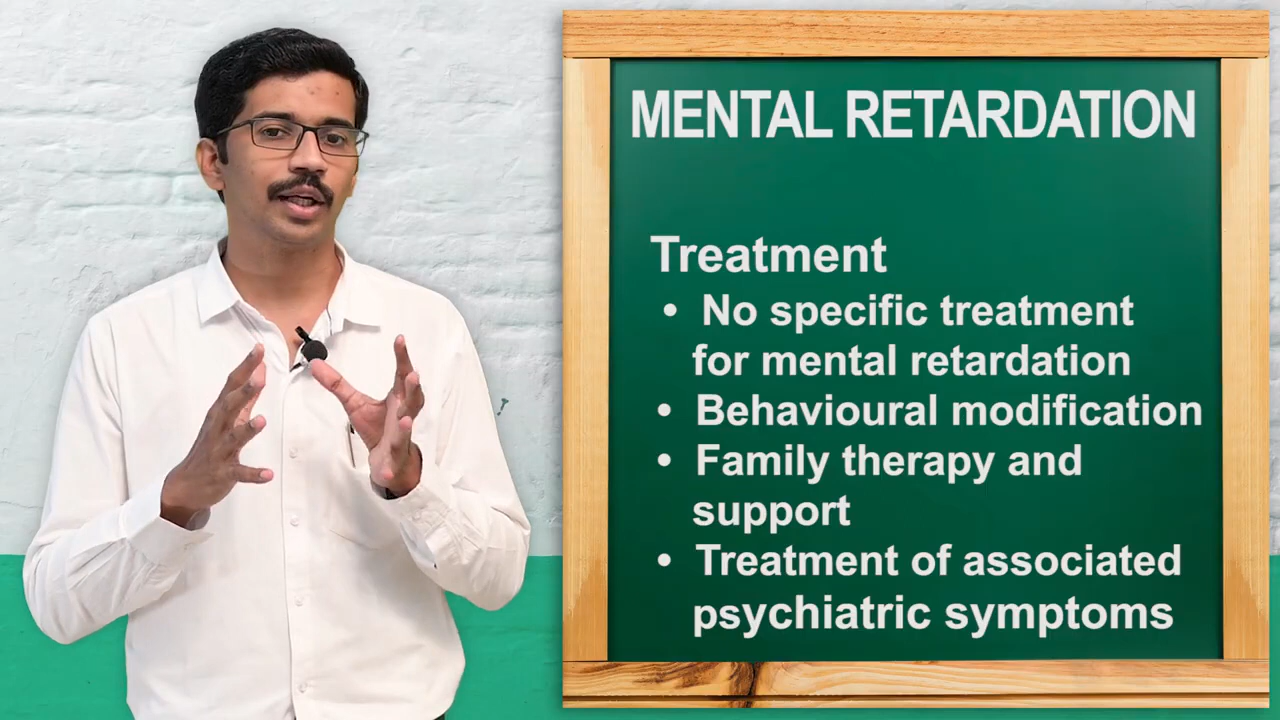 MENTAL RETARDATION
Treatment
• No specific treatment
for mental retardation
• Behavioural modification
• Family therapy and
support
• Treatment of associated
psychiatric symptoms